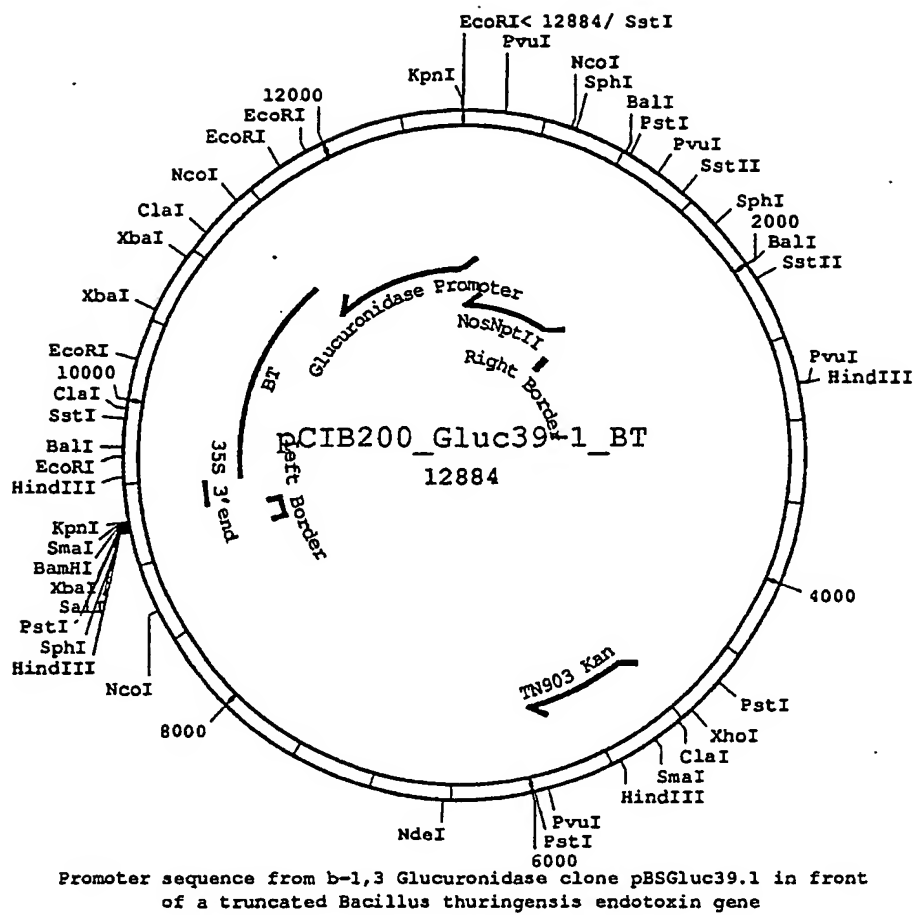 EcoRI< 12884/ SstI
PvuI
KpnI
NcoI
SphI
BalI
PstI
PvuI
SstII
SphI
2000
BalI
SstII
PvuI
HindIII
4000
PstI
XhoI
ClaI
SmaI
HindIII
PvuI
PstI
6000
NdeI
8000
NcoI
HindIII
SphI
PstI
SalI
XbaI
BamHI
SmaI
KpnI
HindIII
EcoRI
BalI
SstI
ClaI
10000
EcoRI
XbaI
XbaI
ClaI
NcoI
EcoRI
EcoRI
12000
Glucuronidase Promoter
NosNptII
Right Border
BT
35S 3'end
Left Border
TN903 Kan
pCIB200_Gluc39-1_BT
12884
Promoter sequence from b-1,3 Glucuronidase clone pBSGluc39.1 in front
of a truncated Bacillus thuringensis endotoxin gene